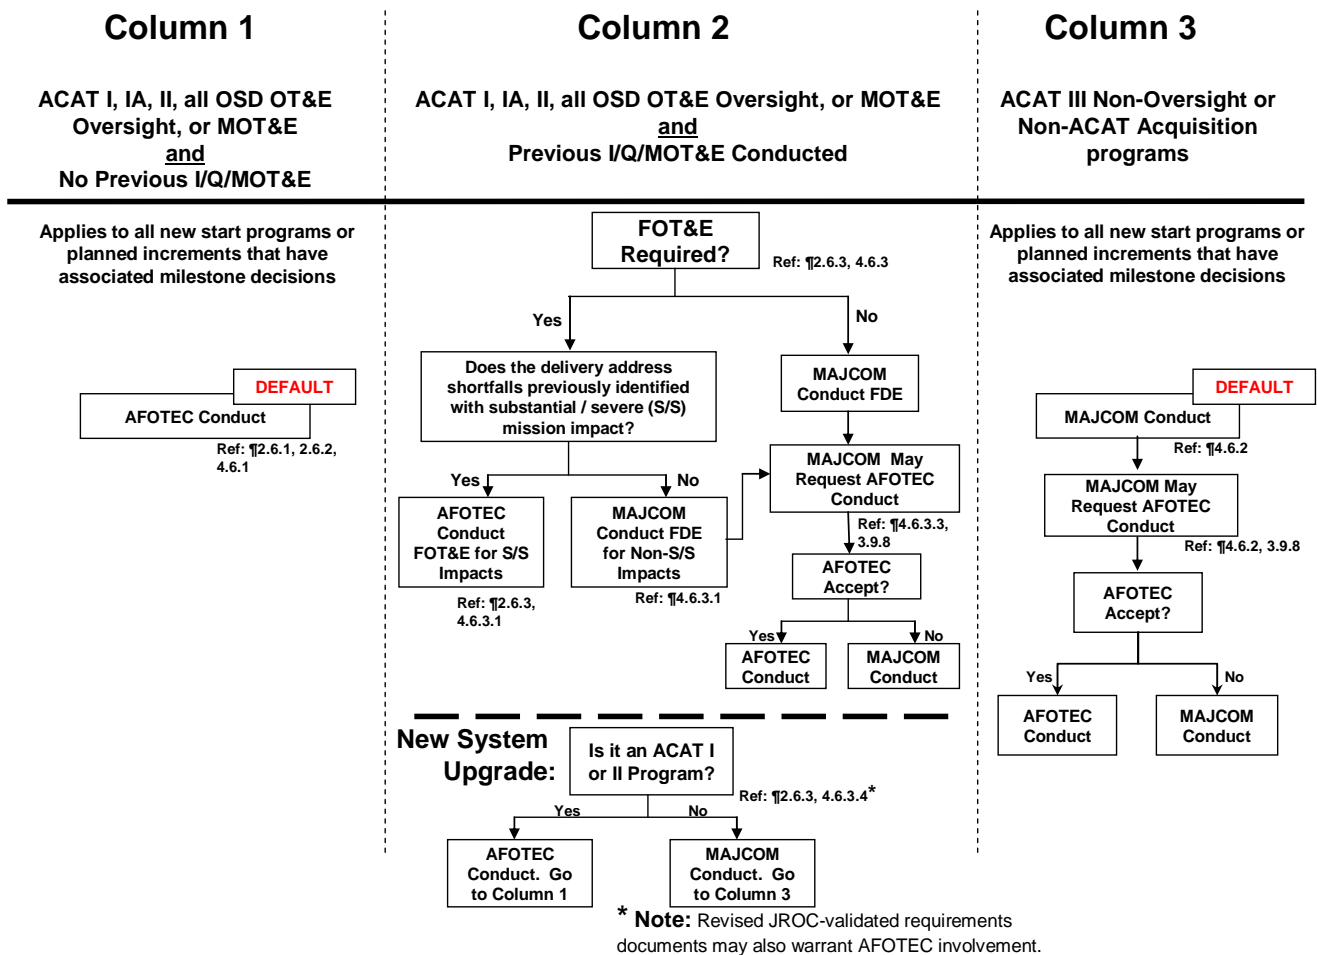 Column 1
ACAT I, IA, II, all OSD OT&E
Oversight, or MOT&E
and
No Previous I/Q/MOT&E
Applies to all new start programs or
planned increments that have
associated milestone decisions
DEFAULT
AFOTEC Conduct
Ref: ¶2.6.1, 2.6.2,
4.6.1
Column 2
ACAT I, IA, II, all OSD OT&E Oversight, or MOT&E
and
Previous I/Q/MOT&E Conducted
FOT&E
Required?
Ref: ¶2.6.3, 4.6.3
Yes
No
Does the delivery address
shortfalls previously identified
with substantial / severe (S/S)
mission impact?
MAJCOM
Conduct FDE
Yes
No
MAJCOM May
Request AFOTEC
Conduct
Ref: ¶4.6.3.3,
3.9.8
AFOTEC
Conduct
FOT&E for S/S
Impacts
Ref: ¶2.6.3,
4.6.3.1
MAJCOM
Conduct FDE
for Non-S/S
Impacts
Ref: ¶4.6.3.1
AFOTEC
Accept?
Yes
No
AFOTEC
Conduct
MAJCOM
Conduct
New System
Upgrade:
Is it an ACAT I
or II Program?
Ref: ¶2.6.3, 4.6.3.4*
Yes
No
AFOTEC
Conduct. Go
to Column 1
MAJCOM
Conduct. Go
to Column 3
* Note: Revised JROC-validated requirements
documents may also warrant AFOTEC involvement.
Column 3
ACAT III Non-Oversight or
Non-ACAT Acquisition
programs
Applies to all new start programs or
planned increments that have
associated milestone decisions
DEFAULT
MAJCOM Conduct
Ref: ¶4.6.2
MAJCOM May
Request AFOTEC
Conduct
Ref: ¶4.6.2, 3.9.8
AFOTEC
Accept?
Yes
No
AFOTEC
Conduct
MAJCOM
Conduct